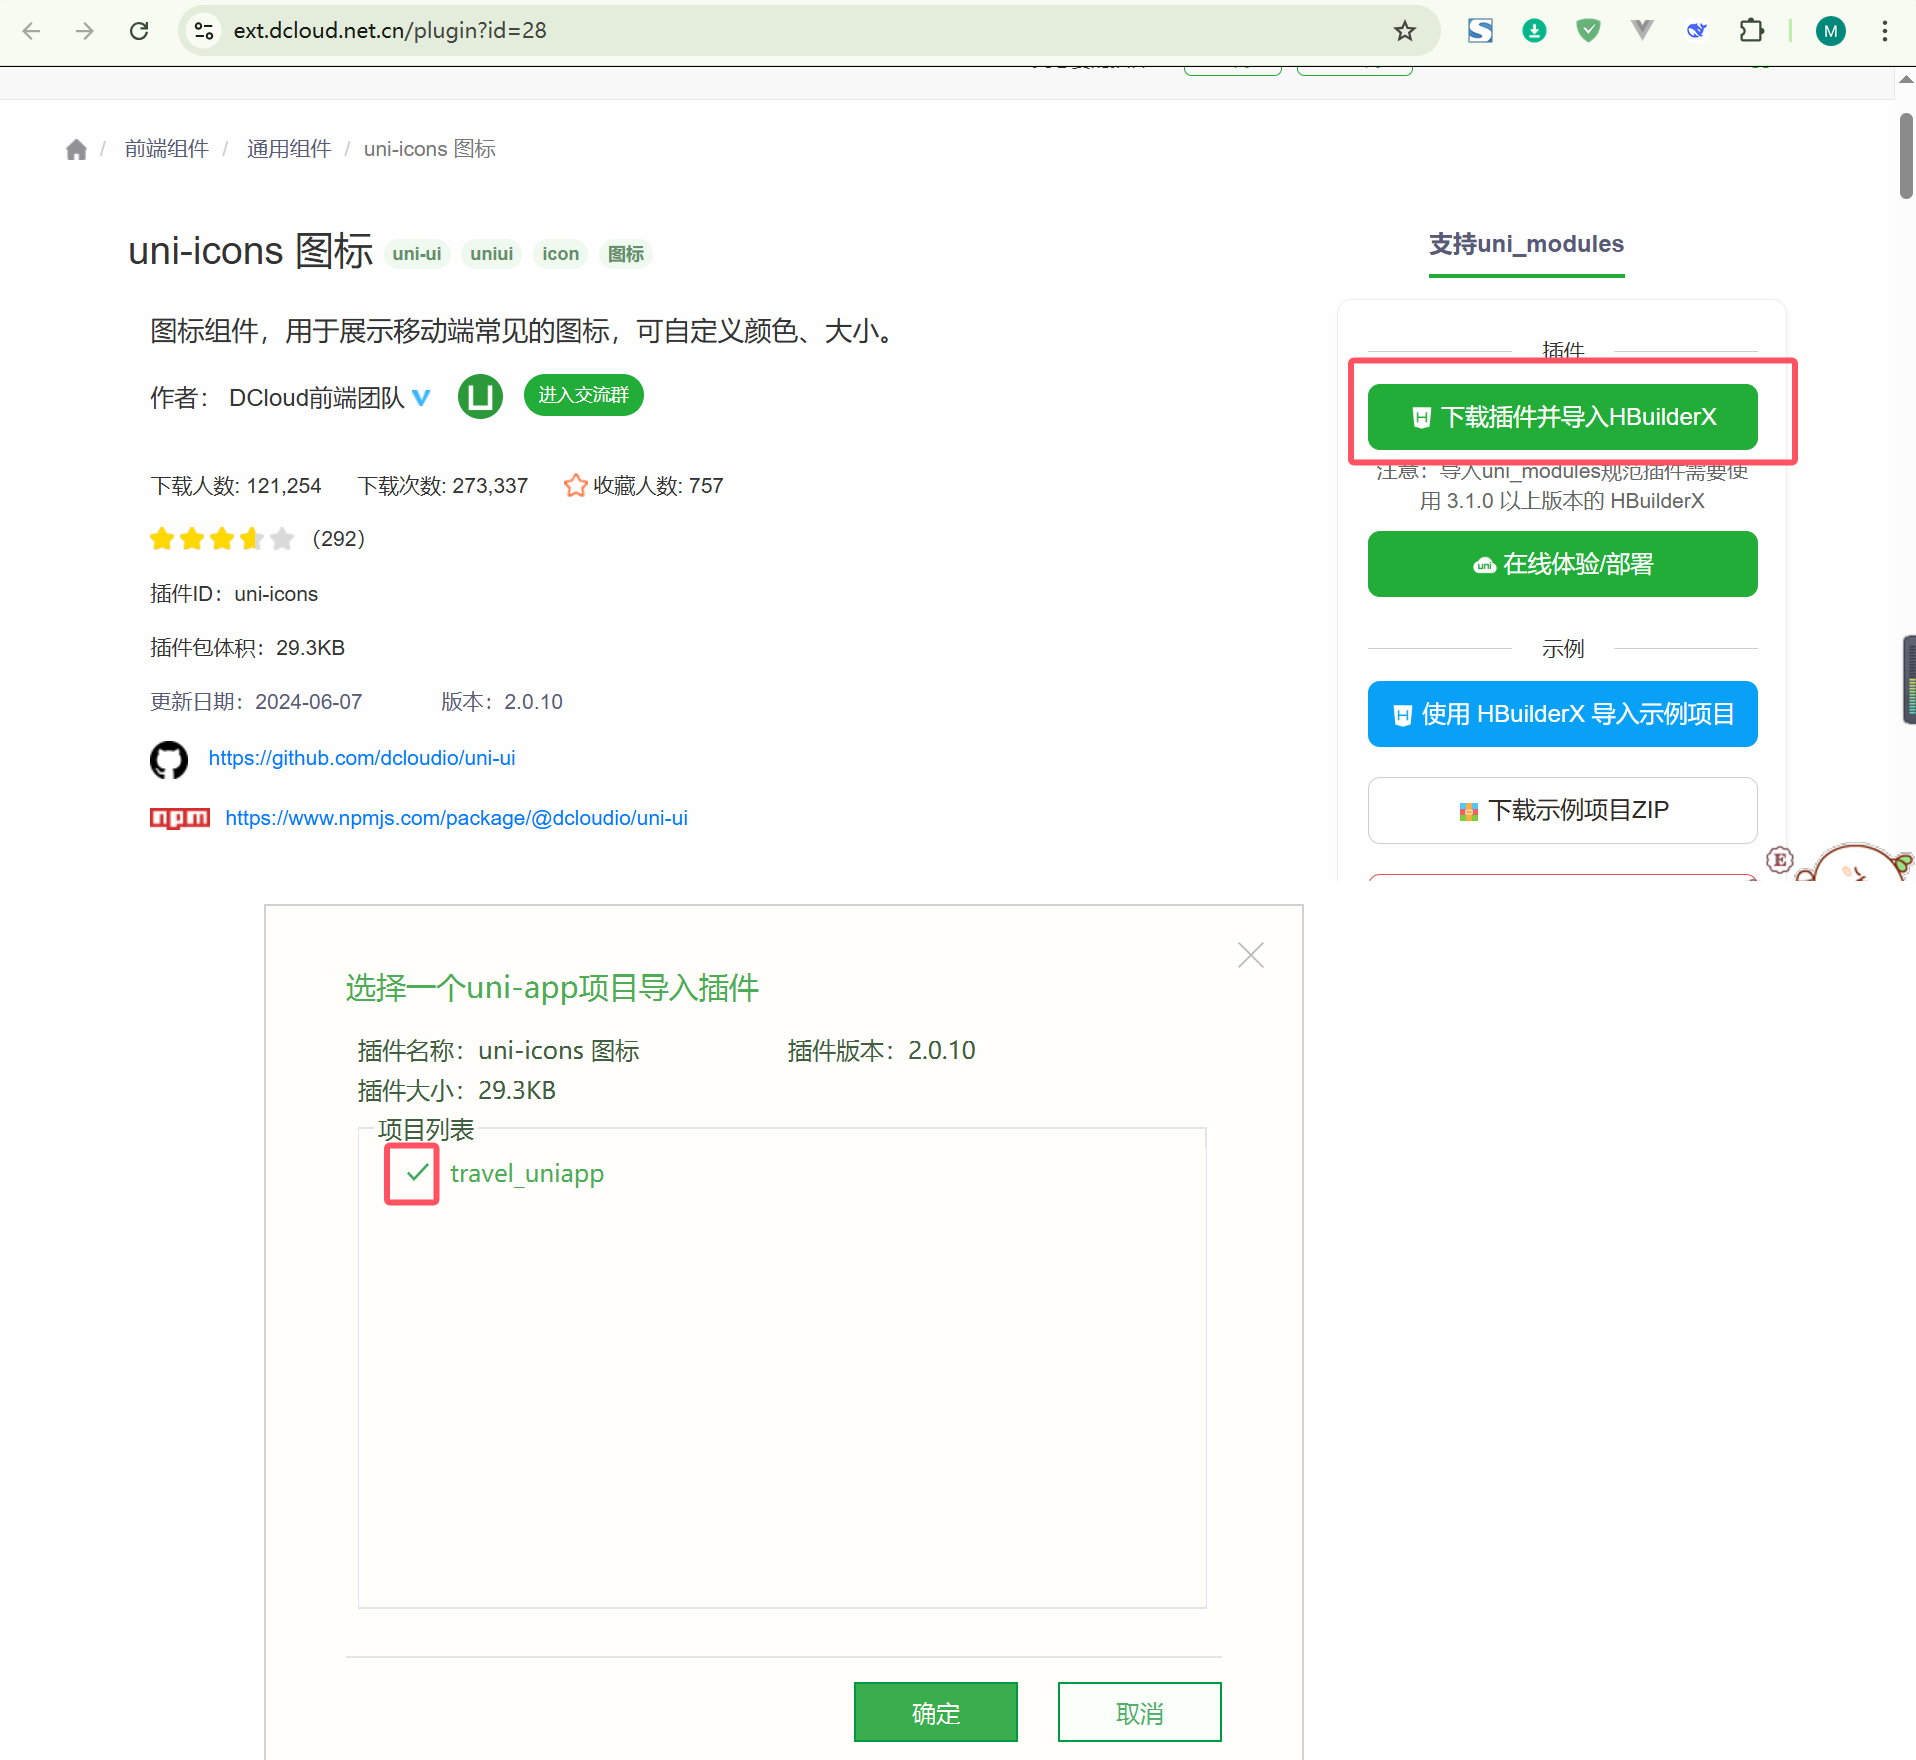 ext.dcloud.net.cn/plugin?id=28
M
/ 前端组件 / 通用组件 / uni-icons 图标
uni-icons 图标 uni-ui uniui icon 图标
图标组件，用于展示移动端常见的图标，可自定义颜色、大小。
作者： DCloud前端团队 进入交流群
下载人数: 121,254 下载次数: 273,337 收藏人数: 757
（292）
插件ID：uni-icons
插件包体积：29.3KB
更新日期：2024-06-07 版本：2.0.10
https://github.com/dcloudio/uni-ui
npm https://www.npmjs.com/package/@dcloudio/uni-ui
支持uni_modules
插件
下载插件并导入HBuilderX
注意：导入uni_modules规范插件需要使
用 3.1.0 以上版本的 HBuilderX
uni 在线体验/部署
示例
使用 HBuilderX 导入示例项目
下载示例项目ZIP
E
选择一个uni-app项目导入插件
插件名称：uni-icons 图标 插件版本：2.0.10
插件大小：29.3KB
项目列表
travel_uniapp
确定 取消